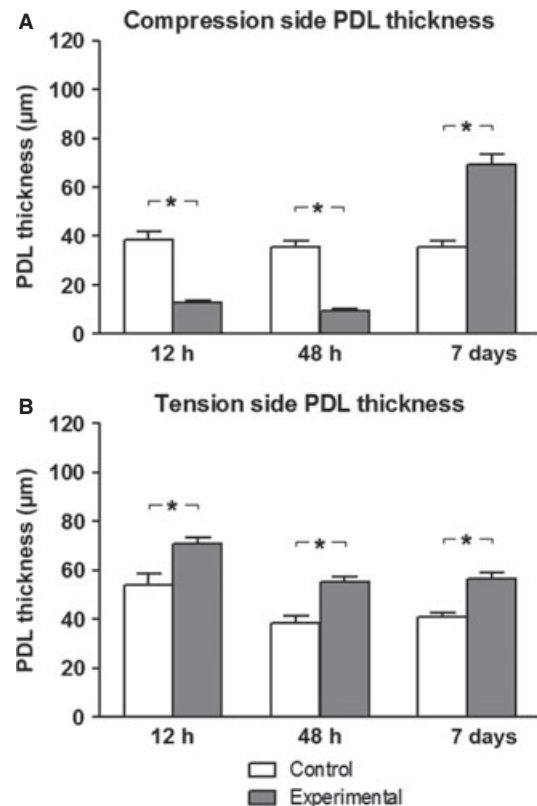 A Compression side PDL thickness
PDL thickness (µm)
120
100
80
60
40
20
0
* * *
12 h 48 h 7 days
B Tension side PDL thickness
PDL thickness (µm)
120
100
80
60
40
20
0
* * *
12 h 48 h 7 days
Control
Experimental